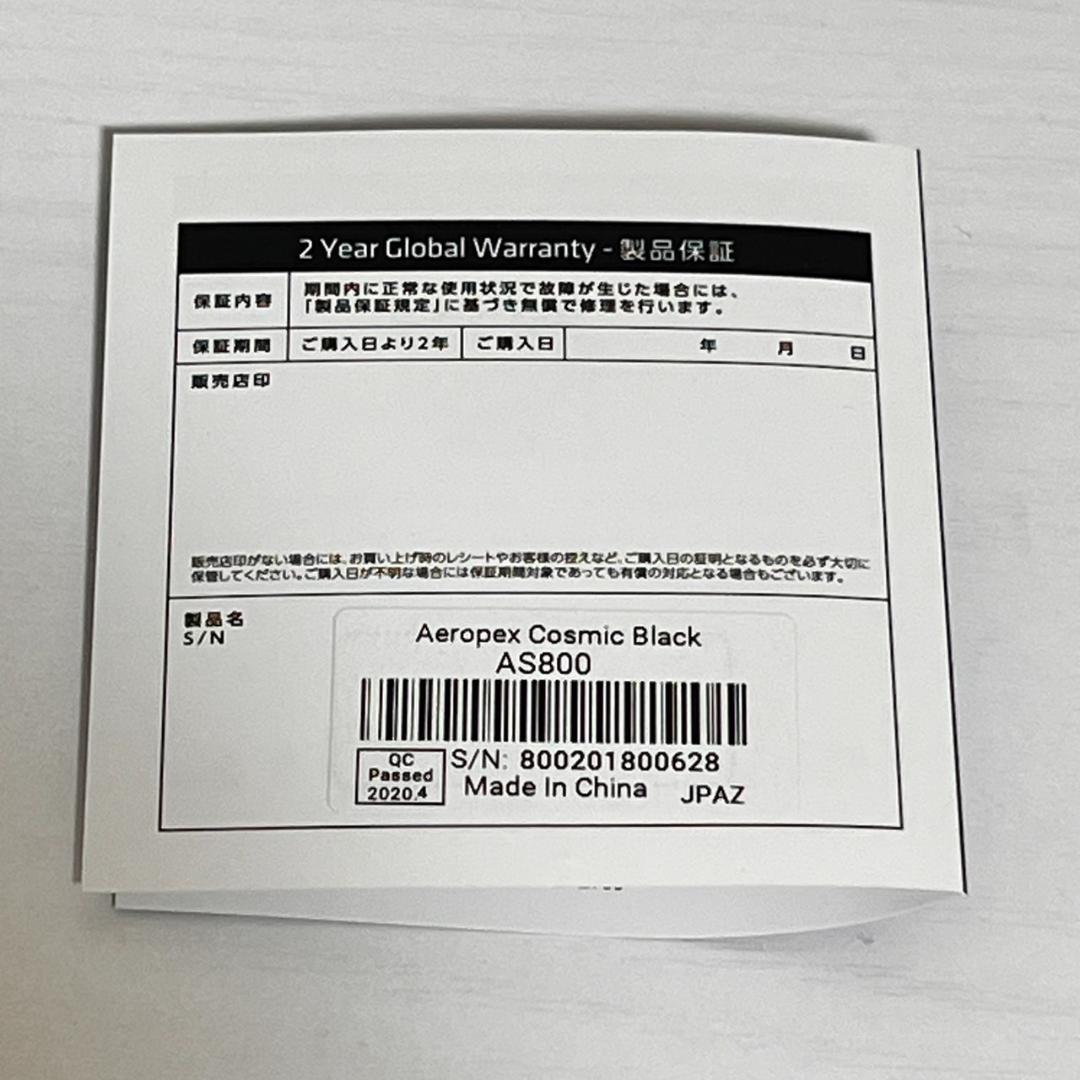 2 Year Global Warranty - 製品保証
保証内容
期間内に正常な使用状況で故障が生じた場合には、
「製品保証規定」に基づき無償で修理を行います。
保証期間 ご購入日より2年 ご購入日 年 月 日
販売店印
販売店印がない場合には、お買い上げ時のレシートやお客様の控えなど、ご購入日の証明となるものを必ず大切に
保管してください。ご購入日が不明な場合には保証期間対象であっても有償の対応となる場合もございます。
製品名
S/N
Aeropex Cosmic Black
AS800
QC
Passed
2020.4
S/N: 800201800628
Made In China JPAZ